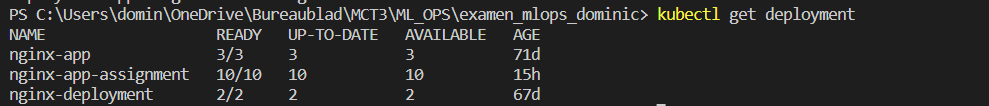 PS C:\Users\domin\OneDrive\Bureaublad\MCT3\ML_OPS\examen_mlops_dominic> kubectl get deployment
NAME READY UP-TO-DATE AVAILABLE AGE
nginx-app 3/3 3 3 71d
nginx-app-assignment 10/10 10 10 15h
nginx-deployment 2/2 2 2 67d